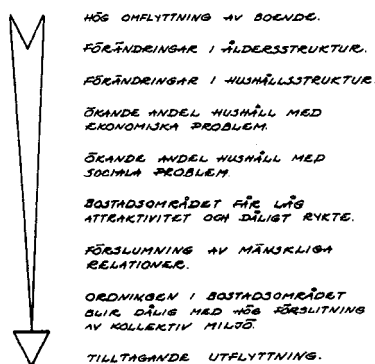 HÖG OMFLYTTNING AV BOENDE.
FÖRÄNDRINGAR I ÅLDERSSTRUKTUR.
FÖRÄNDRINGAR I HUSHÅLLSSTRUKTUR.
ÖKANDE ANDEL HUSHÅLL MED
EKONOMISKA PROBLEM.
ÖKANDE ANDEL HUSHÅLL MED
SOCIALA PROBLEM.
BOSTADSOMRÅDET FÅR LÅG
ATTRAKTIVITET OCH DÅLIGT RYKTE.
FÖRSLUMNING AV MÄNSKLIGA
RELATIONER.
ORDNINGEN I BOSTADSOMRÅDET
BLIR DÅLIG MED HÖG FÖRSLITNING
AV KOLLEKTIV MILJÖ.
TILLTAGANDE UTFLYTTNING.